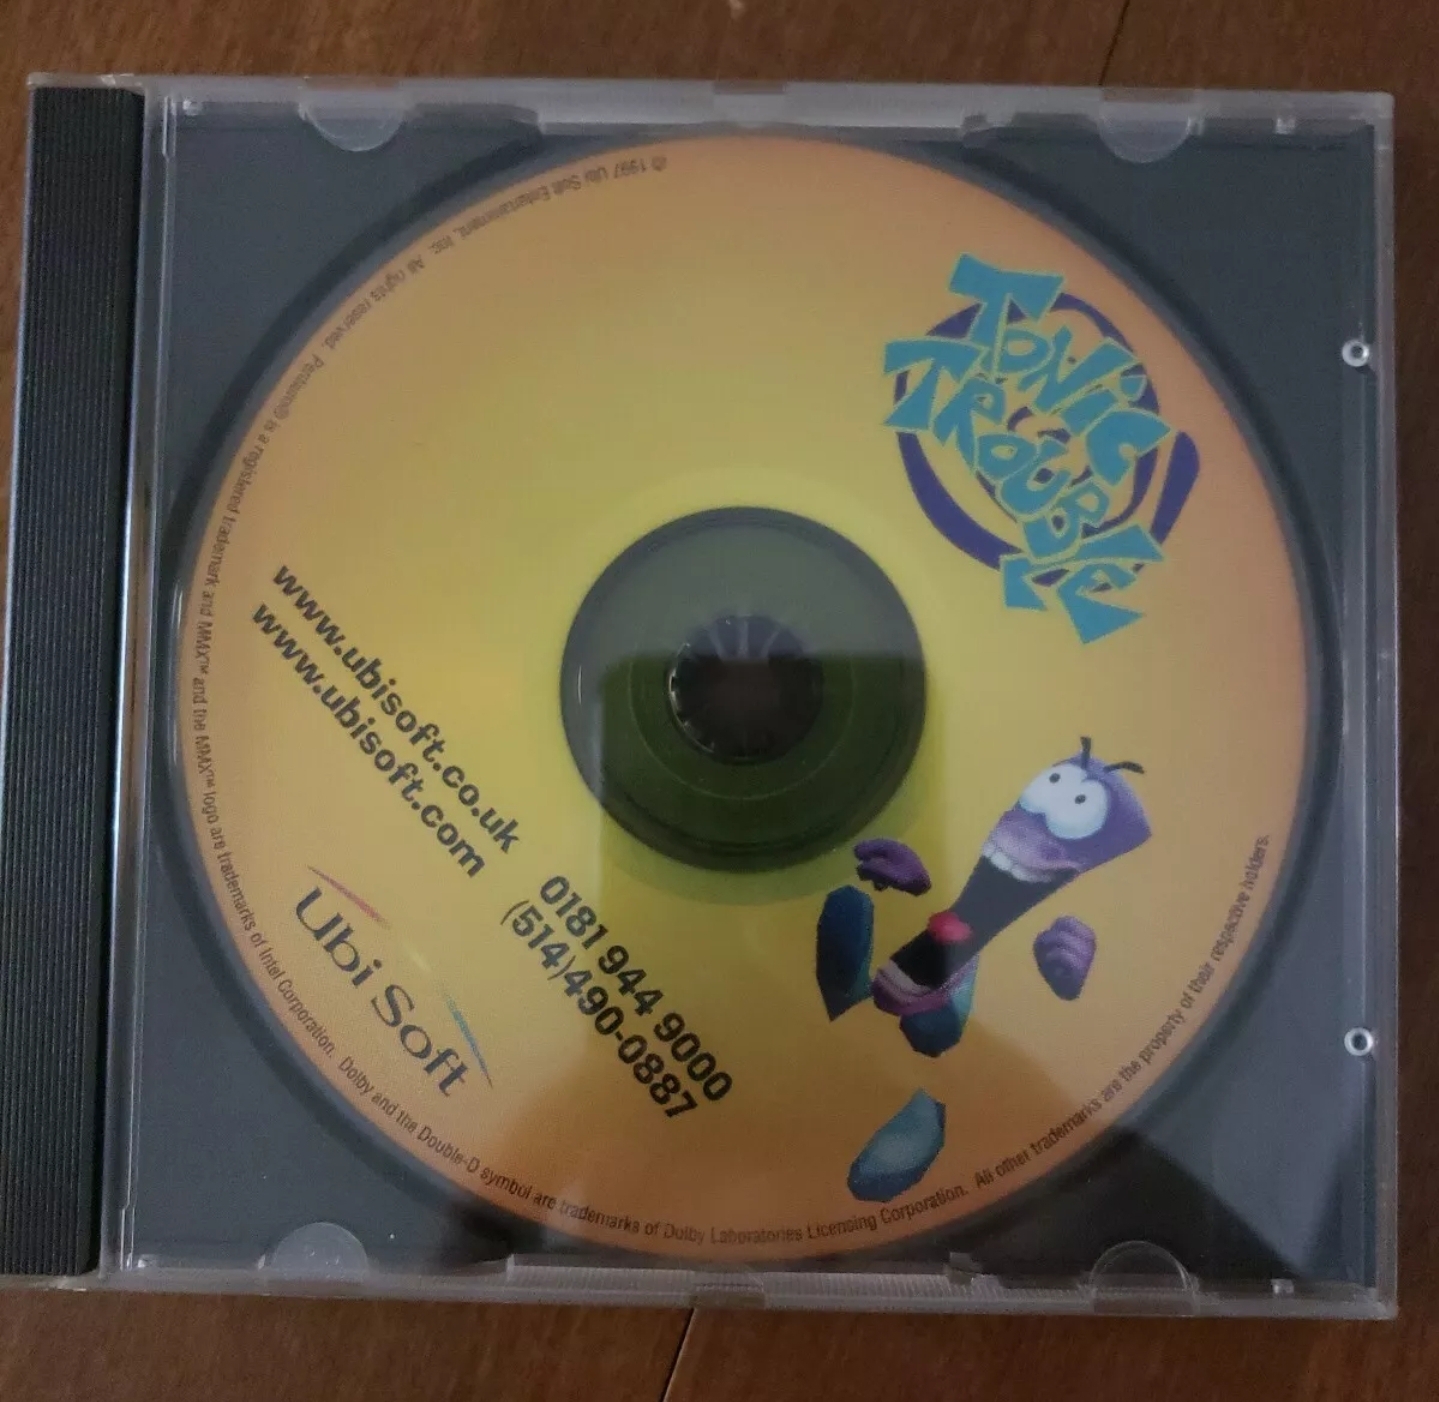 TONIC
TROUBLE
www.ubisoft.co.uk
www.ubisoft.com
0181 944 9000
(514)490-0887
Ubi Soft
© 1997 Ubi Soft Entertainment, Inc. All rights reserved. Pentium® is a registered trademark and MMX™ and the MMX™ logo are trademarks of Intel Corporation. Dolby and the Double-D symbol are trademarks of Dolby Laboratories Licensing Corporation. All other trademarks are the property of their respective holders.